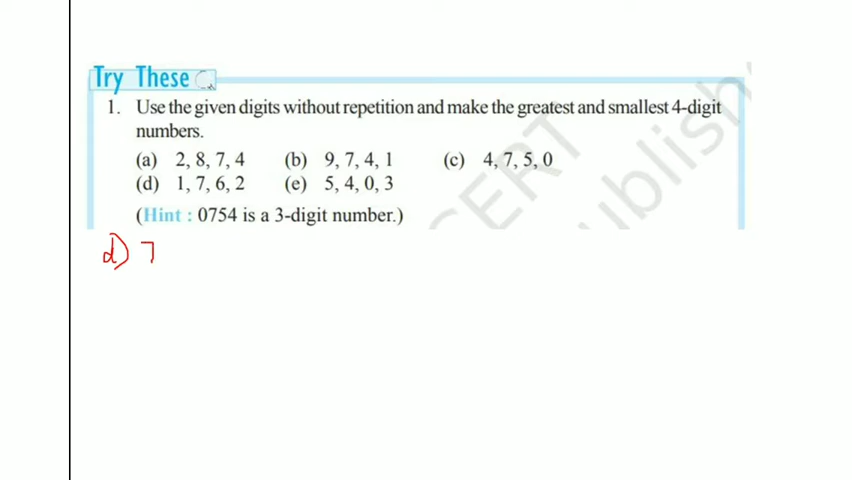 Try These
1. Use the given digits without repetition and make the greatest and smallest 4-digit
numbers.
(a) 2, 8, 7, 4 (b) 9, 7, 4, 1 (c) 4, 7, 5, 0
(d) 1, 7, 6, 2 (e) 5, 4, 0, 3
(Hint : 0754 is a 3-digit number.)
d) 7